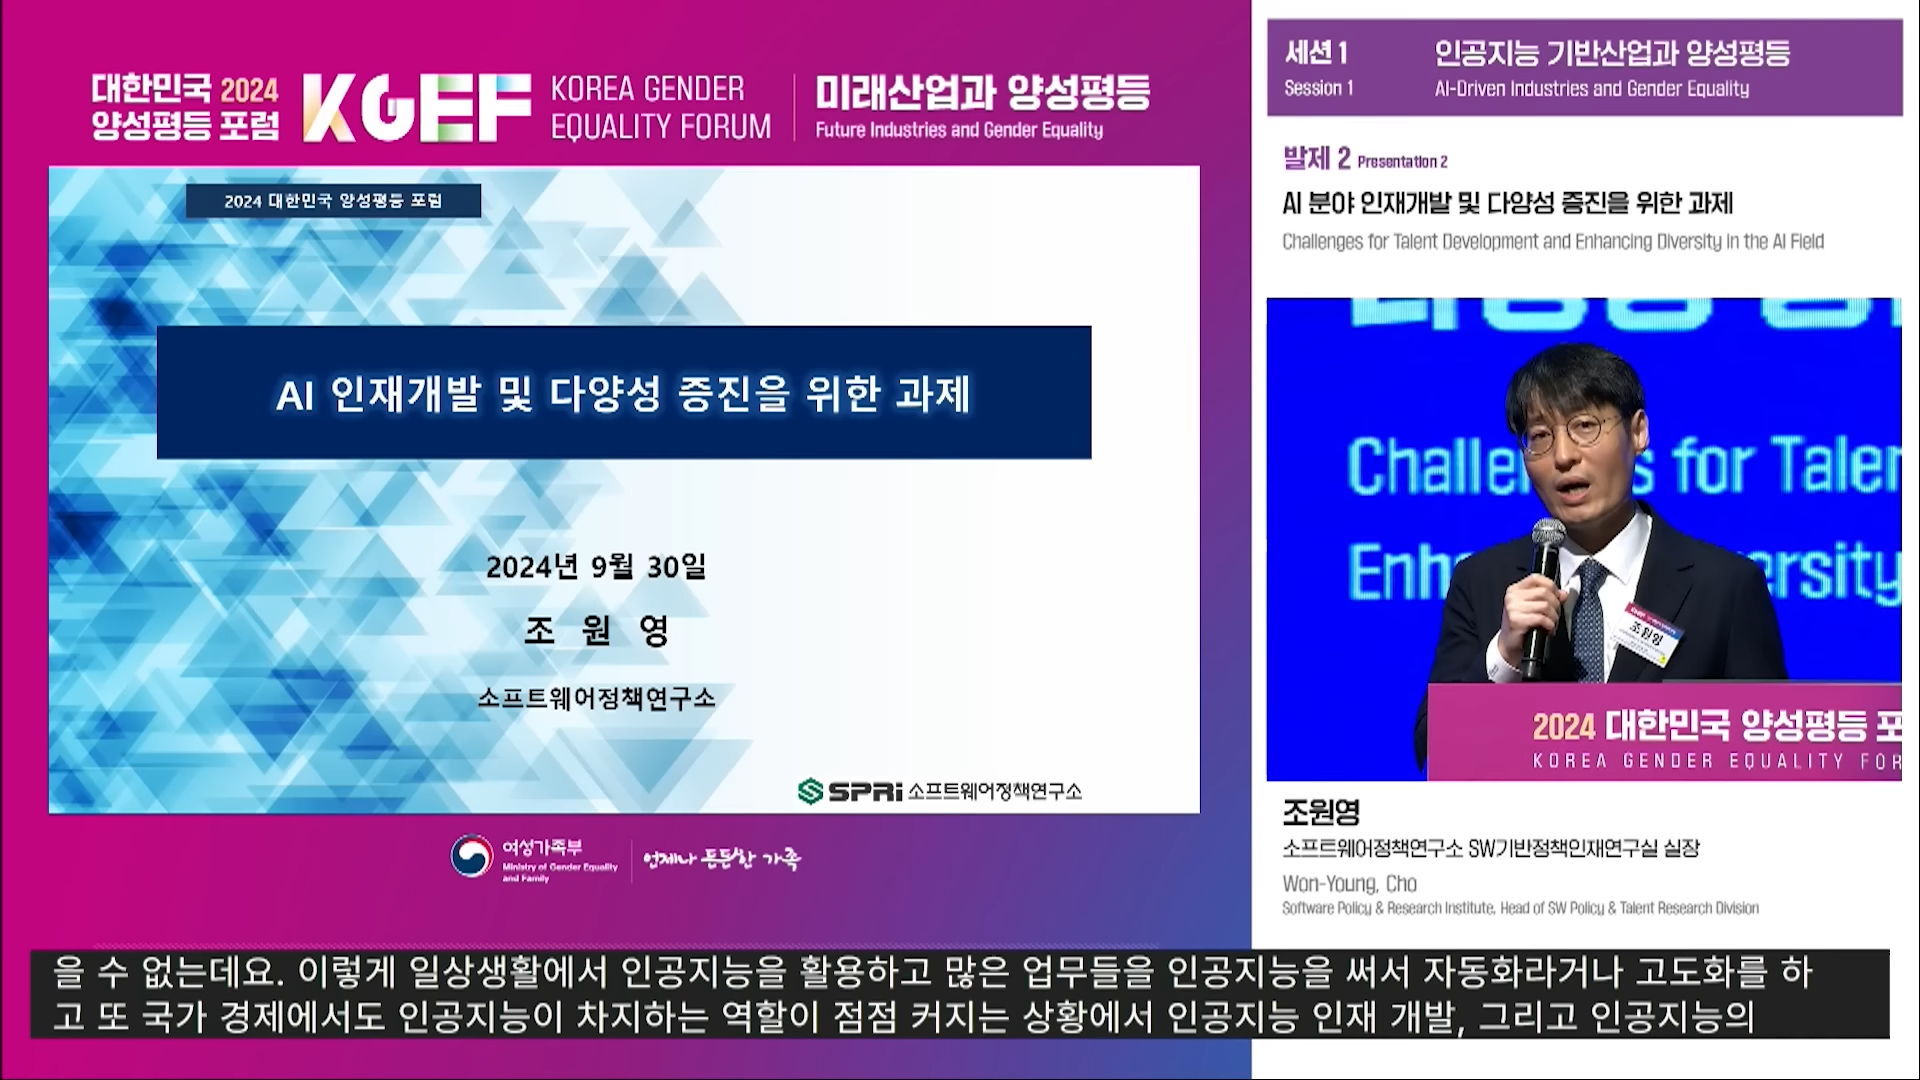 대한민국 2024
양성평등 포럼
KGEF
KOREA GENDER
EQUALITY FORUM
미래산업과 양성평등
Future Industries and Gender Equality
2024 대한민국 양성평등 포럼
AI 인재개발 및 다양성 증진을 위한 과제
2024년 9월 30일
조 원 영
소프트웨어정책연구소
SPRi 소프트웨어정책연구소
여성가족부
Ministry of Gender Equality
and Family
언제나 든든한 가족
세션 1 인공지능 기반산업과 양성평등
Session 1 AI-Driven Industries and Gender Equality
발제 2 Presentation 2
AI 분야 인재개발 및 다양성 증진을 위한 과제
Challenges for Talent Development and Enhancing Diversity in the AI Field
Challe s for Taler
Enh ersity
조원영
2024 대한민국 양성평등 포
KOREA GENDER EQUALITY FOR
조원영
소프트웨어정책연구소 SW기반정책인재연구실 실장
Won-Young, Cho
Software Policy & Research Institute, Head of SW Policy & Talent Research Division
을 수 없는데요. 이렇게 일상생활에서 인공지능을 활용하고 많은 업무들을 인공지능을 써서 자동화라거나 고도화를 하
고 또 국가 경제에서도 인공지능이 차지하는 역할이 점점 커지는 상황에서 인공지능 인재 개발, 그리고 인공지능의